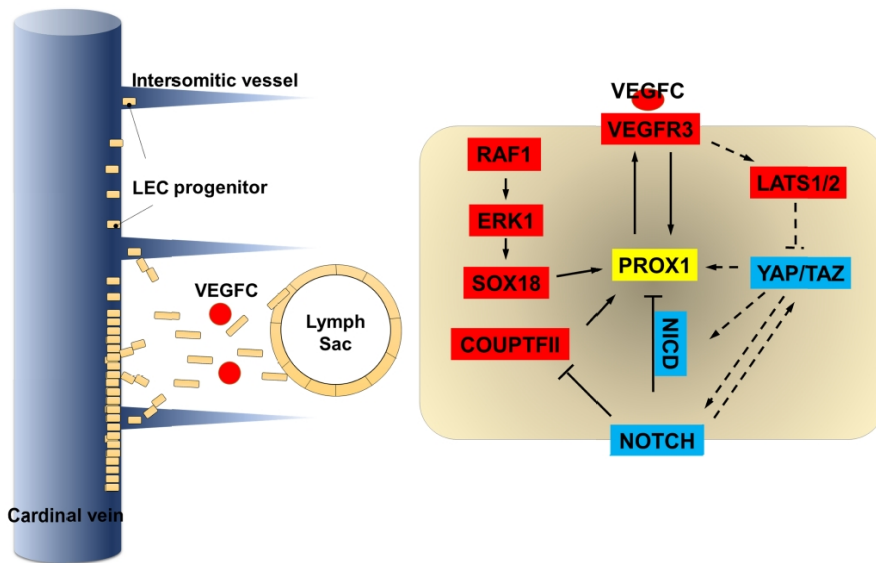 Intersomitic vessel
LEC progenitor
VEGFC
Lymph
Sac
Cardinal vein
VEGFC
VEGFR3
RAF1
LATS1/2
ERK1
PROX1
YAP/TAZ
SOX18
COUPTFII
NICD
NOTCH